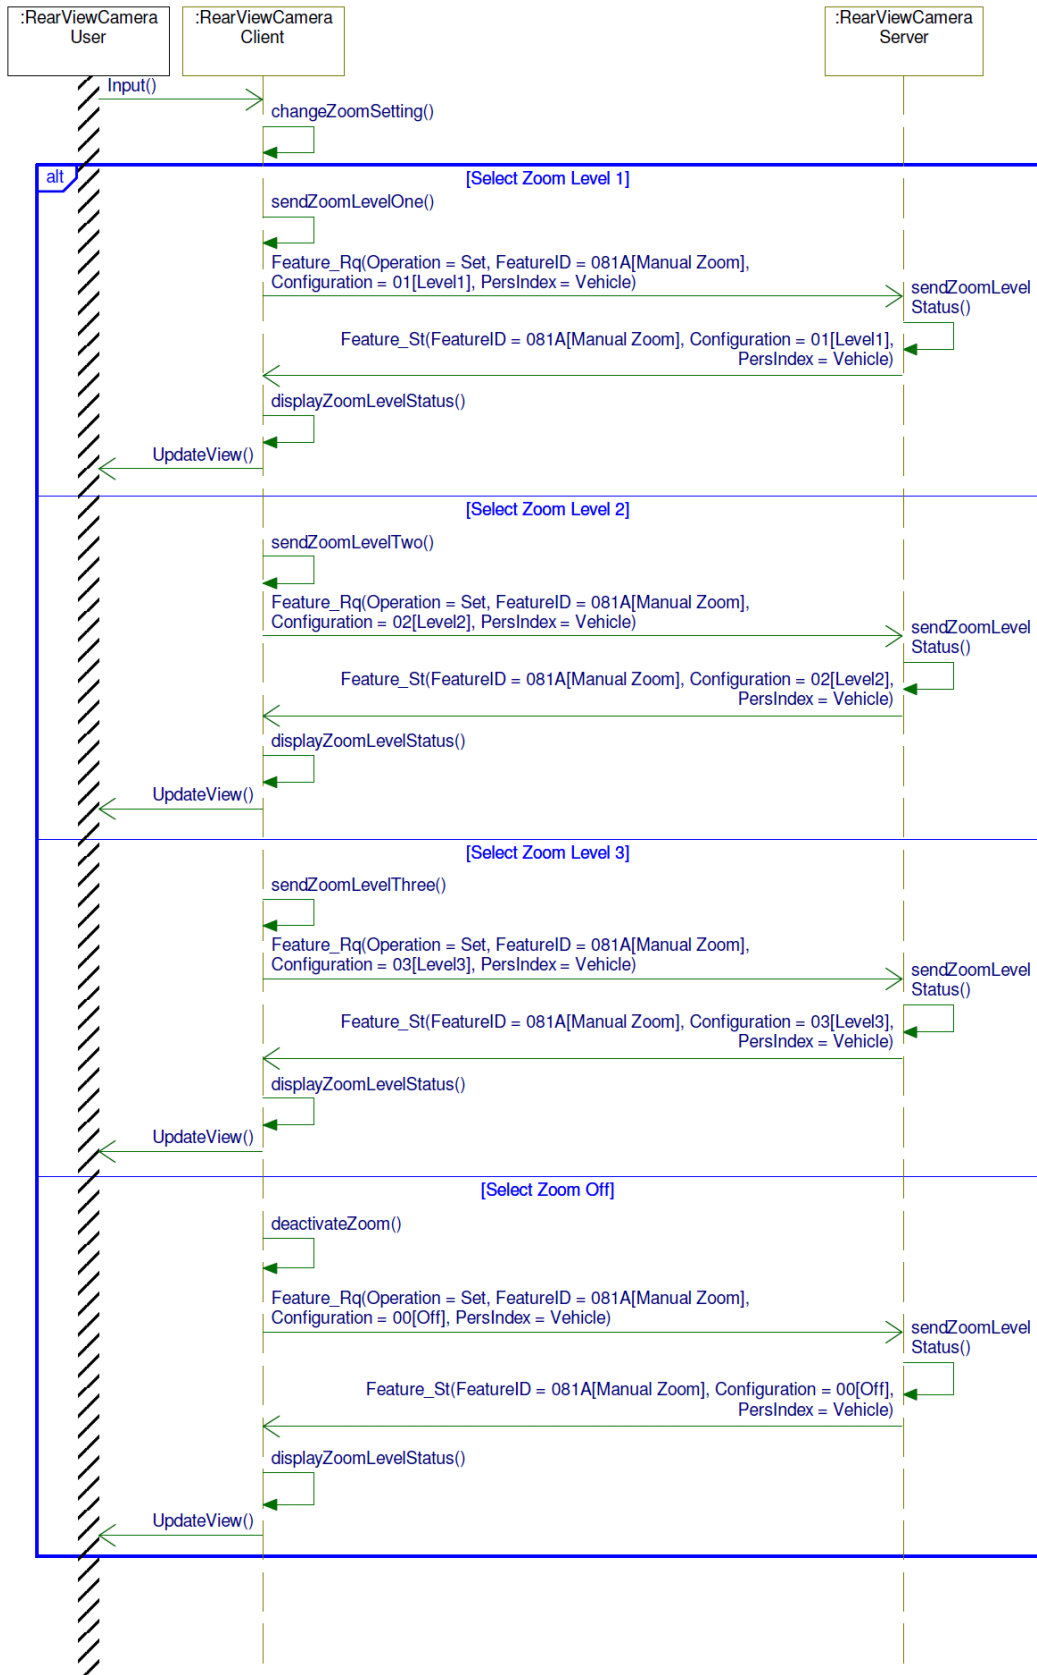 :RearViewCamera
User
:RearViewCamera
Client
:RearViewCamera
Server
Input()
changeZoomSetting()
alt
[Select Zoom Level 1]
sendZoomLevelOne()
Feature_Rq(Operation = Set, FeatureID = 081A[Manual Zoom],
Configuration = 01[Level1], PersIndex = Vehicle)
sendZoomLevel
Status()
Feature_St(FeatureID = 081A[Manual Zoom], Configuration = 01[Level1],
PersIndex = Vehicle)
displayZoomLevelStatus()
UpdateView()
[Select Zoom Level 2]
sendZoomLevelTwo()
Feature_Rq(Operation = Set, FeatureID = 081A[Manual Zoom],
Configuration = 02[Level2], PersIndex = Vehicle)
sendZoomLevel
Status()
Feature_St(FeatureID = 081A[Manual Zoom], Configuration = 02[Level2],
PersIndex = Vehicle)
displayZoomLevelStatus()
UpdateView()
[Select Zoom Level 3]
sendZoomLevelThree()
Feature_Rq(Operation = Set, FeatureID = 081A[Manual Zoom],
Configuration = 03[Level3], PersIndex = Vehicle)
sendZoomLevel
Status()
Feature_St(FeatureID = 081A[Manual Zoom], Configuration = 03[Level3],
PersIndex = Vehicle)
displayZoomLevelStatus()
UpdateView()
[Select Zoom Off]
deactivateZoom()
Feature_Rq(Operation = Set, FeatureID = 081A[Manual Zoom],
Configuration = 00[Off], PersIndex = Vehicle)
sendZoomLevel
Status()
Feature_St(FeatureID = 081A[Manual Zoom], Configuration = 00[Off],
PersIndex = Vehicle)
displayZoomLevelStatus()
UpdateView()